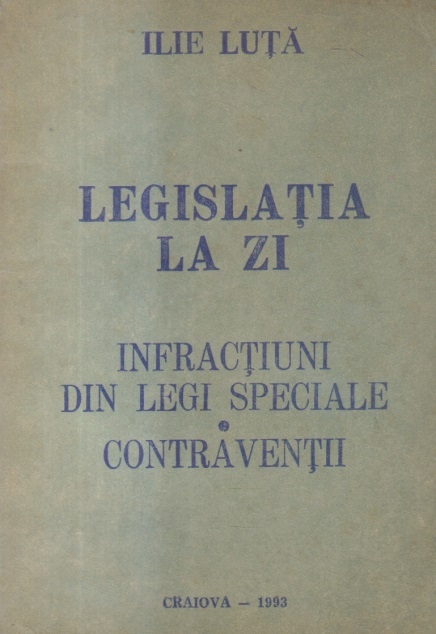 ILIE LUȚĂ
LEGISLAȚIA
LA ZI
INFRACȚIUNI
DIN LEGI SPECIALE
•
CONTRAVENȚII
CRAIOVA — 1993